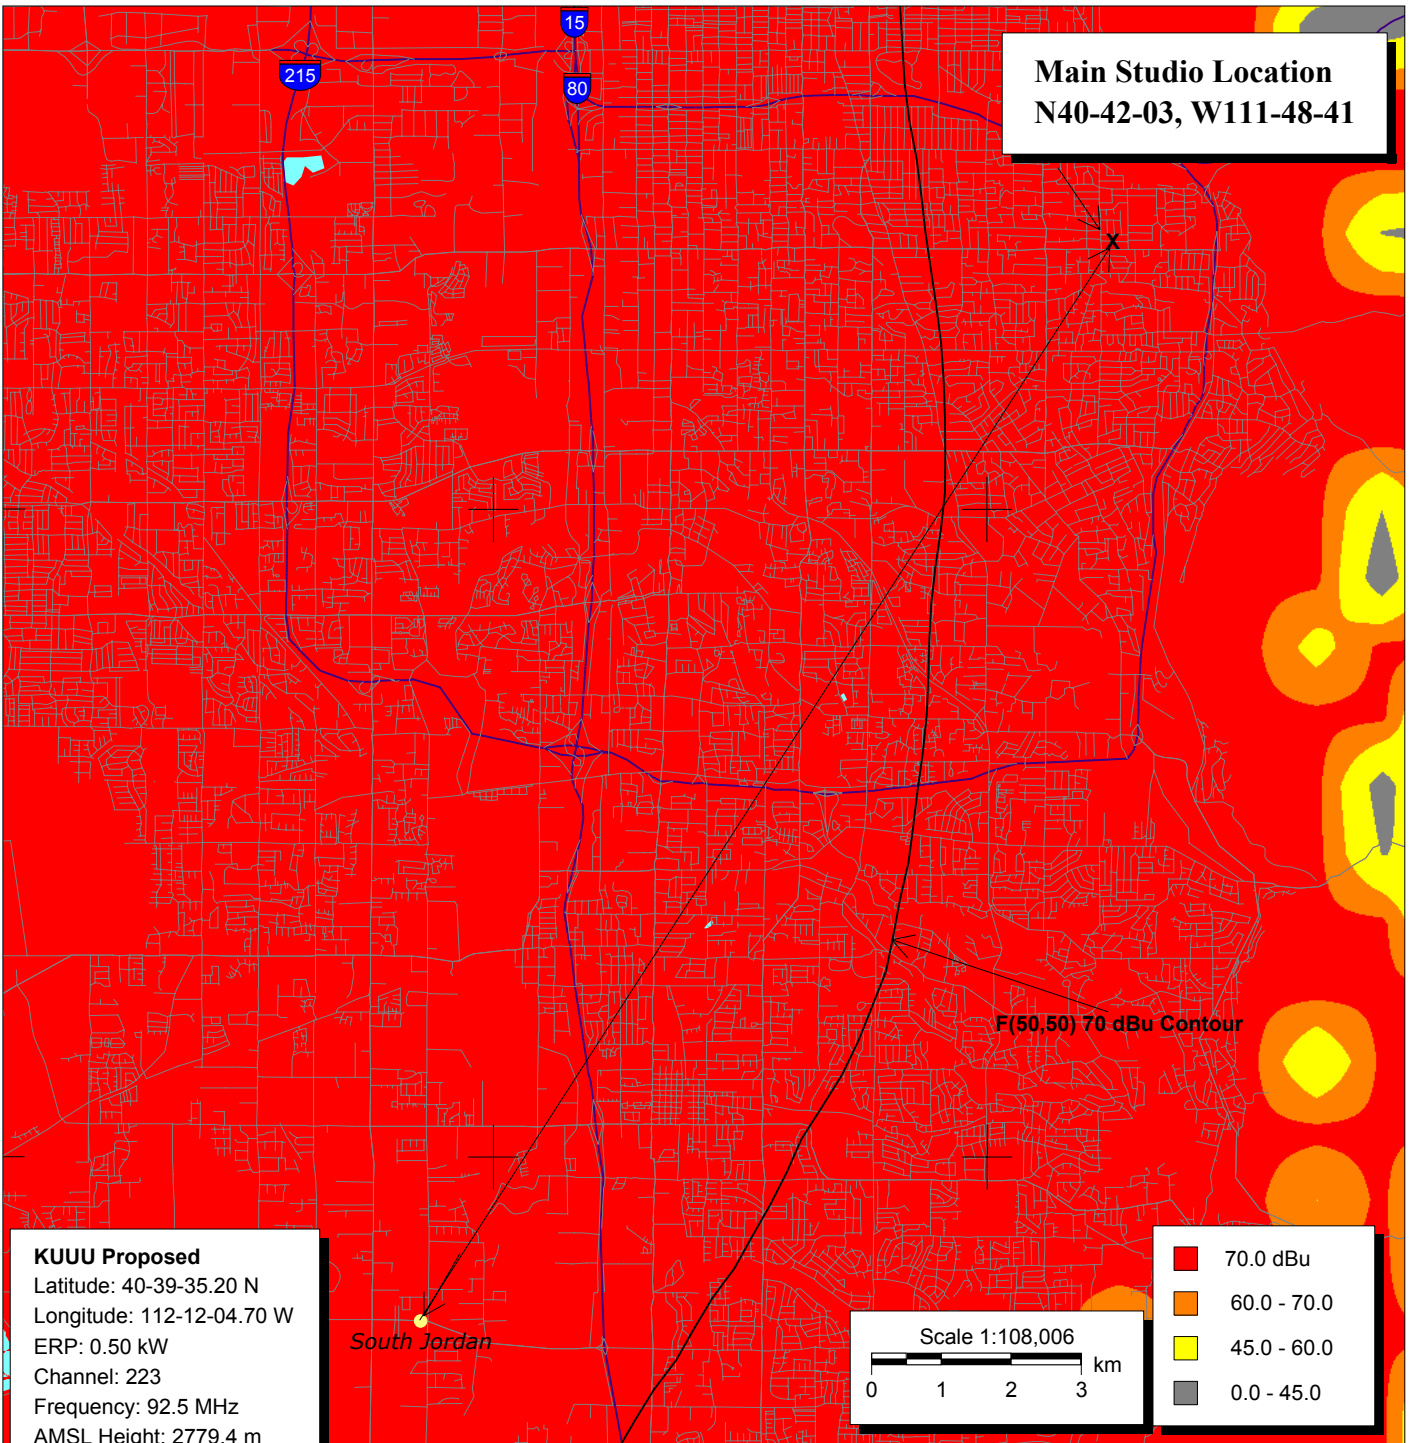 15
215
80
Main Studio Location
N40-42-03, W111-48-41
X
F(50,50) 70 dBu Contour
South Jordan
KUUU Proposed
Latitude: 40-39-35.20 N
Longitude: 112-12-04.70 W
ERP: 0.50 kW
Channel: 223
Frequency: 92.5 MHz
AMSL Height: 2779.4 m
Scale 1:108,006
km
0 1 2 3
70.0 dBu
60.0 - 70.0
45.0 - 60.0
0.0 - 45.0